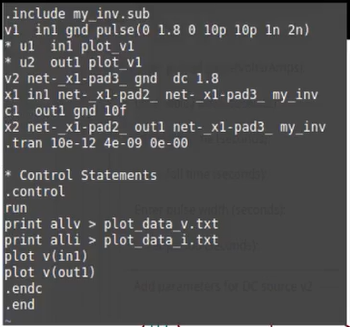 .include my_inv.sub
v1 in1 gnd pulse(0 1.8 0 10p 10p 1n 2n)
* u1 in1 plot_v1
* u2 out1 plot_v1
v2 net-_x1-pad3_ gnd dc 1.8
x1 in1 net-_x1-pad2_ net-_x1-pad3_ my_inv
c1 out1 gnd 10f
x2 net-_x1-pad2_ out1 net-_x1-pad3_ my_inv
.tran 10e-12 4e-09 0e-00
* Control Statements
.control
run
print allv > plot_data_v.txt
print alli > plot_data_i.txt
plot v(in1)
plot v(out1)
.endc
.end
~